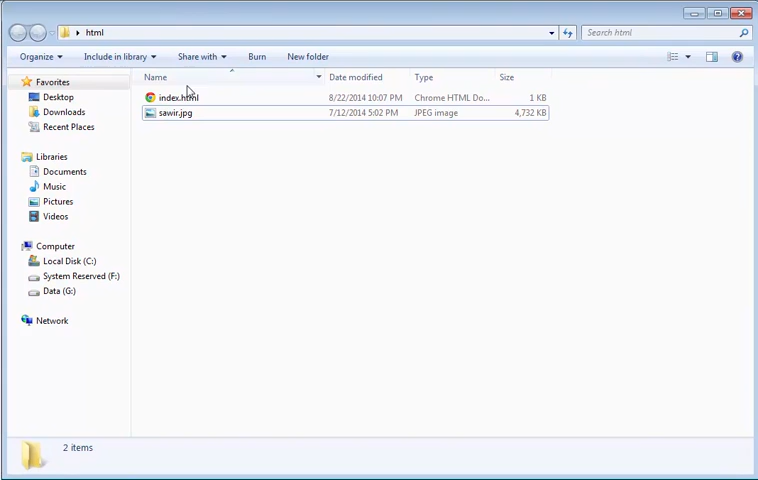 html
Search html
Organize Include in library Share with Burn New folder
Name Date modified Type Size
Favorites
Desktop
Downloads
Recent Places
Libraries
Documents
Music
Pictures
Videos
Computer
Local Disk (C:)
System Reserved (F:)
Data (G:)
Network
index.html 8/22/2014 10:07 PM Chrome HTML Do... 1 KB
sawir.jpg 7/12/2014 5:02 PM JPEG image 4,732 KB
2 items